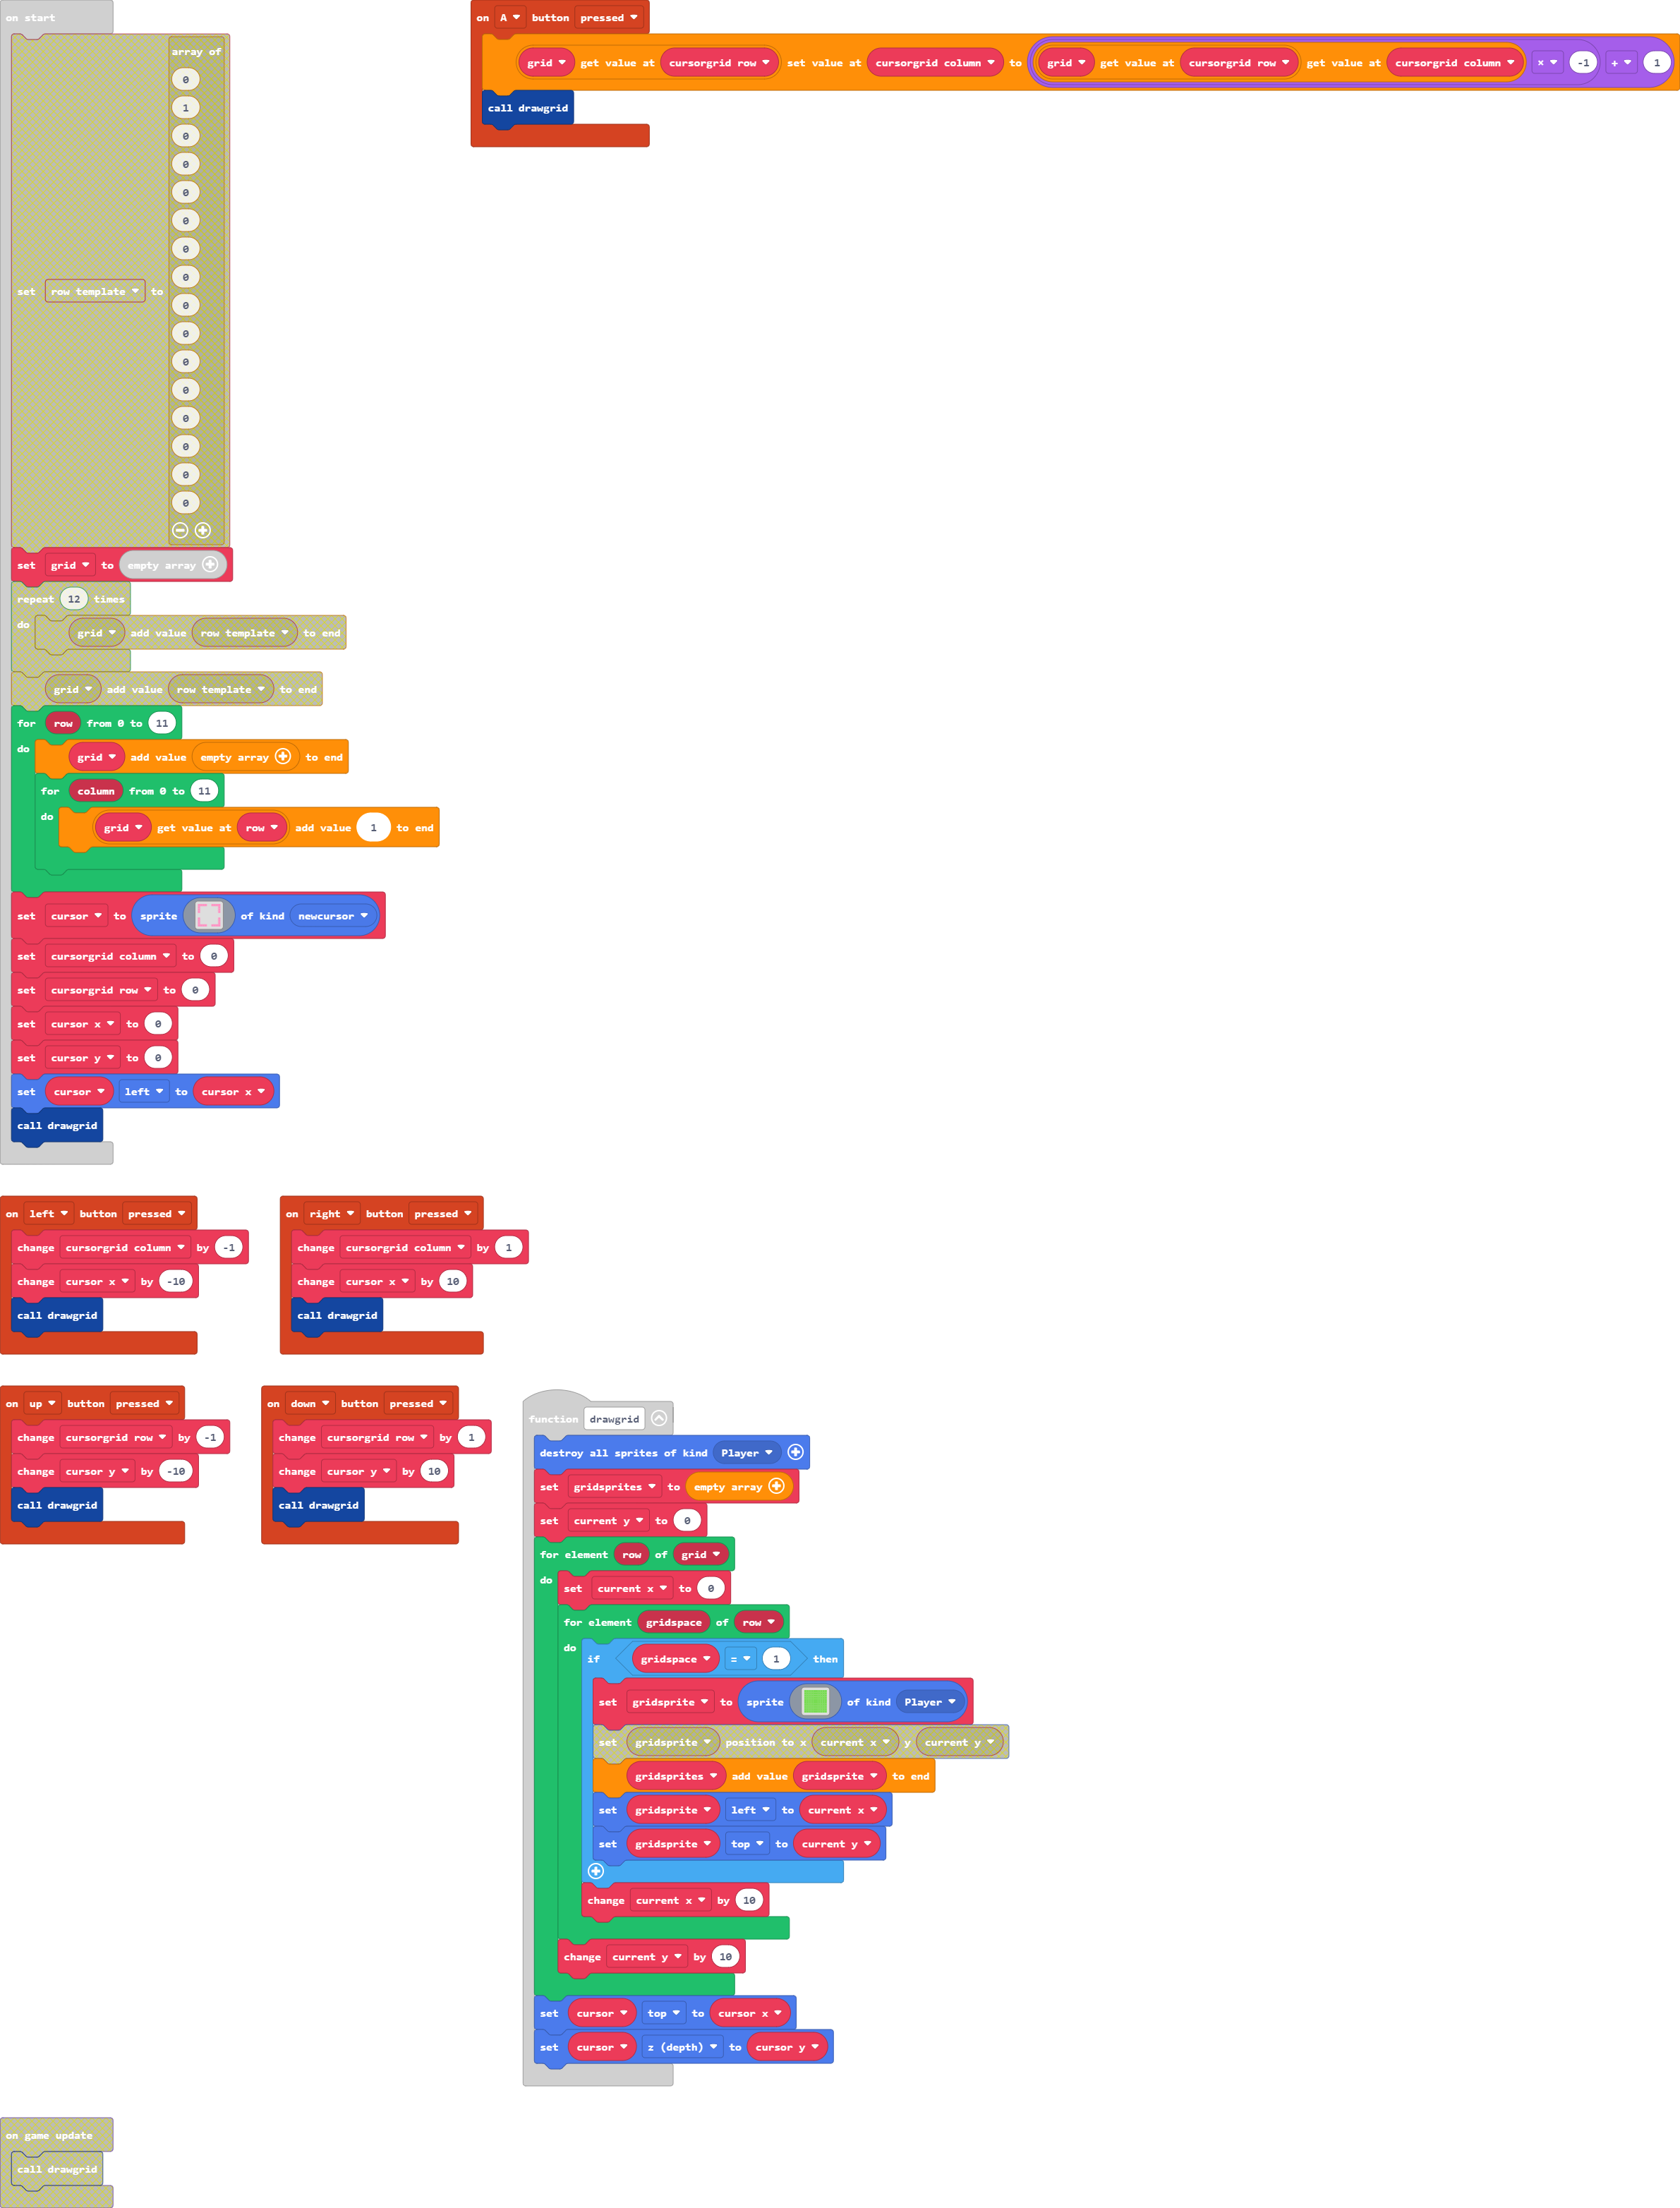 on start
array of
0
1
0
0
0
0
0
0
0
0
0
0
0
0
0
0
set row template to
set grid to empty array
repeat 12 times
do
grid add value row template to end
grid add value row template to end
for row from 0 to 11
do
grid add value empty array to end
for column from 0 to 11
do
grid get value at row add value 1 to end
set cursor to sprite of kind newcursor
set cursorgrid column to 0
set cursorgrid row to 0
set cursor x to 0
set cursor y to 0
set cursor left to cursor x
call drawgrid
on A button pressed
grid get value at cursorgrid row set value at cursorgrid column to grid get value at cursorgrid row get value at cursorgrid column × -1 + 1
call drawgrid
on left button pressed
change cursorgrid column by -1
change cursor x by -10
call drawgrid
on right button pressed
change cursorgrid column by 1
change cursor x by 10
call drawgrid
on up button pressed
change cursorgrid row by -1
change cursor y by -10
call drawgrid
on down button pressed
change cursorgrid row by 1
change cursor y by 10
call drawgrid
function drawgrid
destroy all sprites of kind Player
set gridsprites to empty array
set current y to 0
for element row of grid
do
set current x to 0
for element gridspace of row
do
if gridspace = 1 then
set gridsprite to sprite of kind Player
set gridsprite position to x current x y current y
gridsprites add value gridsprite to end
set gridsprite left to current x
set gridsprite top to current y
change current x by 10
change current y by 10
set cursor top to cursor x
set cursor z (depth) to cursor y
on game update
call drawgrid